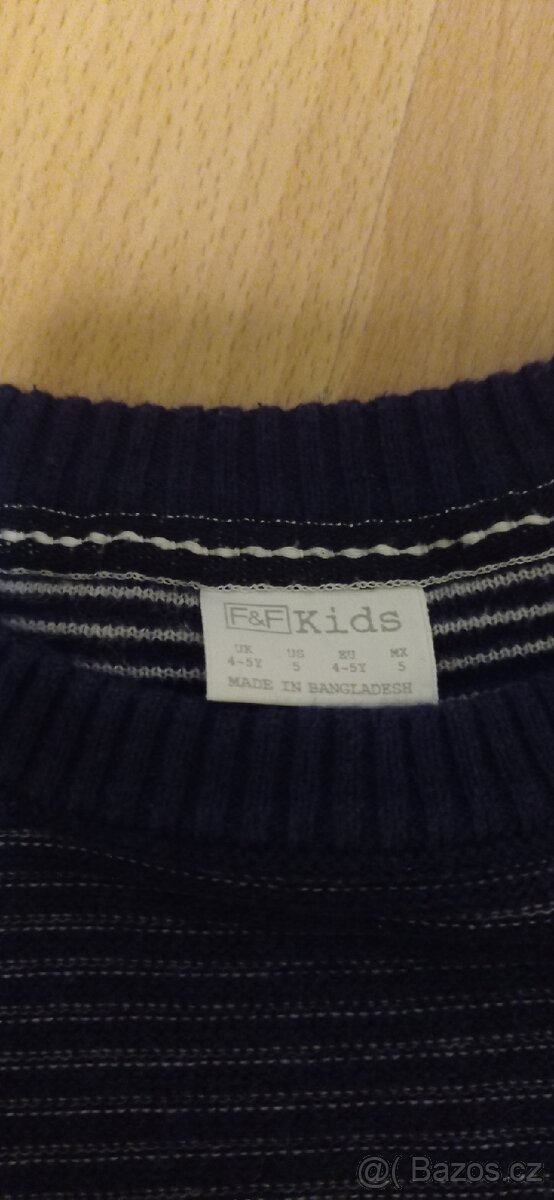 F&F Kids
UK US EU MX
4-5Y 5 4-5Y 5
MADE IN BANGLADESH
@( Bazos.cz